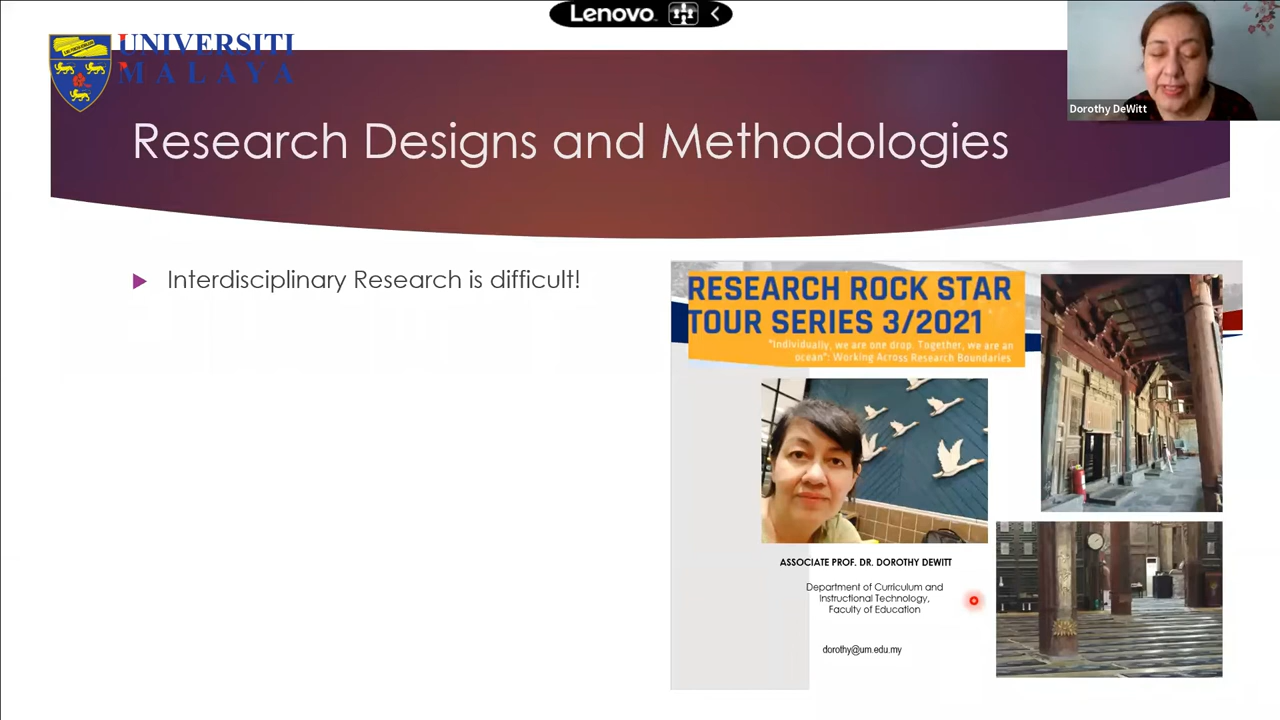 Lenovo
UNIVERSITI
MALAYA
Dorothy DeWitt
Research Designs and Methodologies
Interdisciplinary Research is difficult!
RESEARCH ROCK STAR
TOUR SERIES 3/2021
"Individually, we are one drop. Together, we are an
ocean": Working Across Research Boundaries
ASSOCIATE PROF. DR. DOROTHY DEWITT
Department of Curriculum and
Instructional Technology,
Faculty of Education
dorothy@um.edu.my